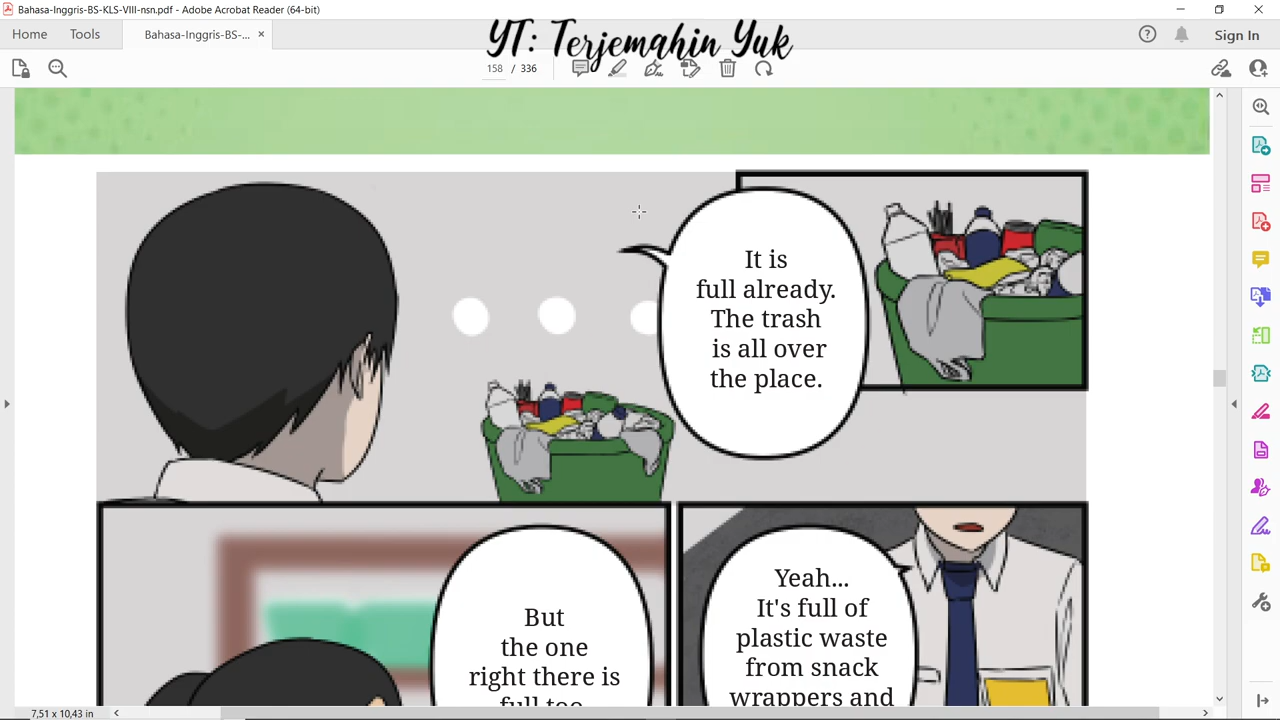 Bahasa-Inggris-BS-KLS-VIII-nsn.pdf - Adobe Acrobat Reader (64-bit)
Home
Tools
Bahasa-Inggris-BS-...
YT: Terjemahin Yuk
Sign In
158 / 336
It is
full already.
The trash
is all over
the place.
But
the one
right there is
full too
Yeah...
It's full of
plastic waste
from snack
wrappers and
7,51 x 10,43 in